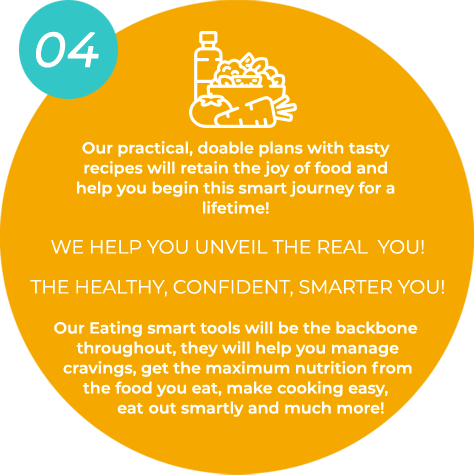 04
Our practical, doable plans with tasty
recipes will retain the joy of food and
help you begin this smart journey for a
lifetime!
WE HELP YOU UNVEIL THE REAL YOU!
THE HEALTHY, CONFIDENT, SMARTER YOU!
Our Eating smart tools will be the backbone
throughout, they will help you manage
cravings, get the maximum nutrition from
the food you eat, make cooking easy,
eat out smartly and much more!